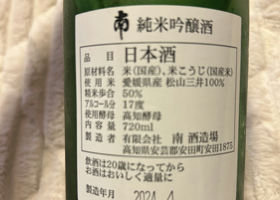 南 純米吟醸酒
品目 日本酒
原材料名 米(国産)、米こうじ(国産米)
使用米 愛媛県産 松山三井100%
精米歩合 50%
アルコール分 17度
使用酵母 高知酵母
内容量 720ml
製造者 有限会社 南 酒造場
高知県安芸郡安田町安田1875
飲酒は20歳になってから
お酒はおいしく適量に
製造年月 2024.4